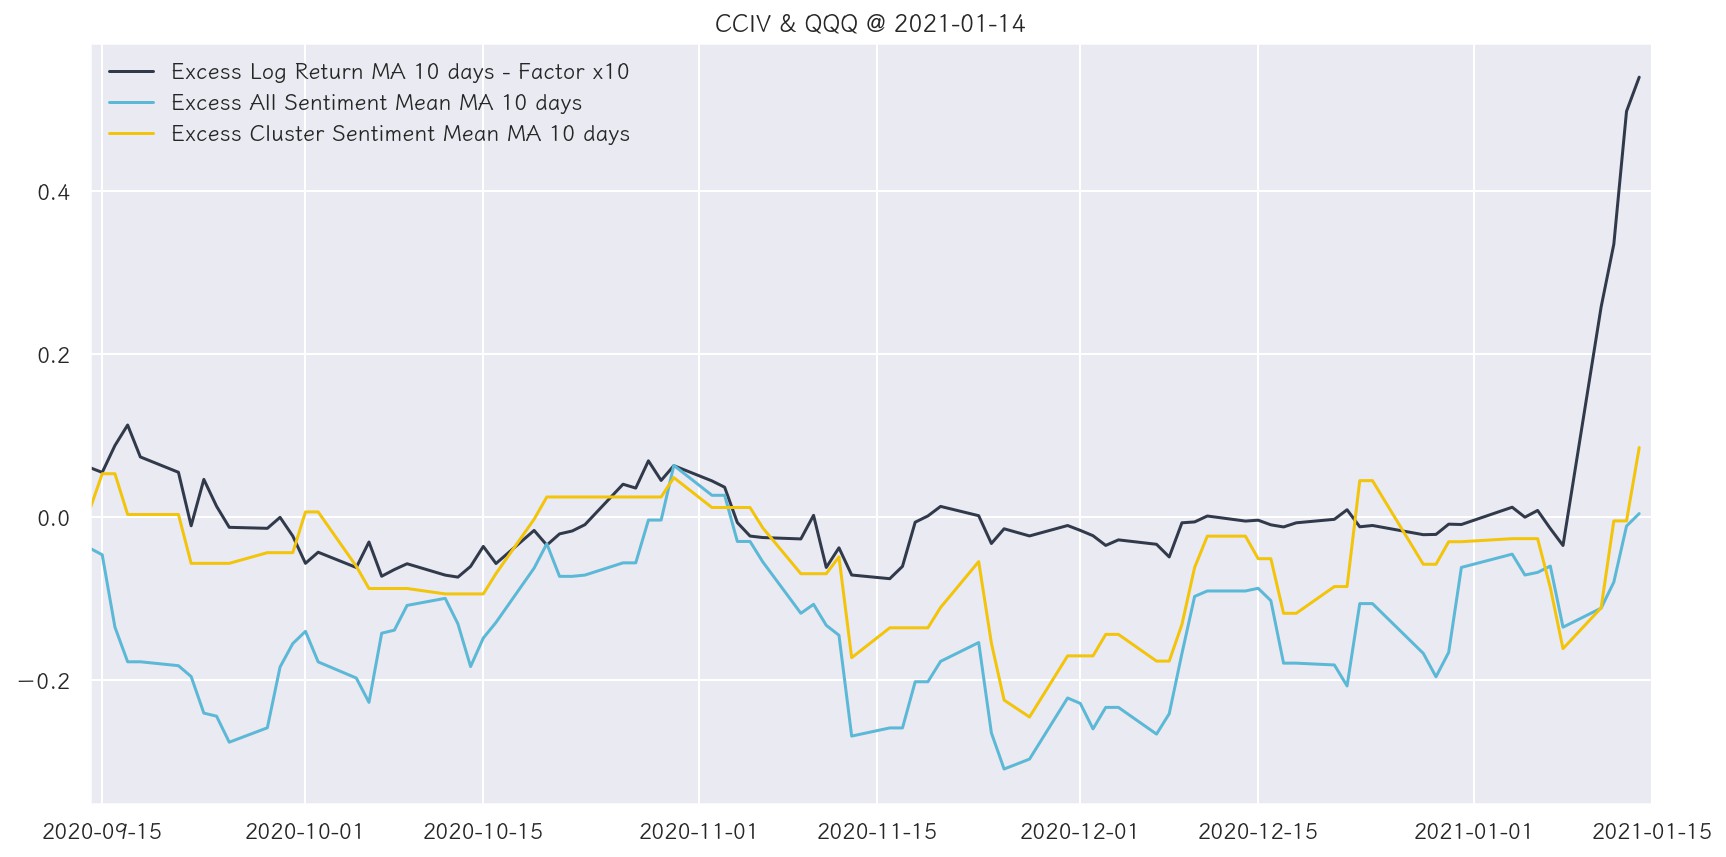 CCIV & QQQ @ 2021-01-14
Excess Log Return MA 10 days - Factor x10
Excess All Sentiment Mean MA 10 days
Excess Cluster Sentiment Mean MA 10 days
0.4
0.2
0.0
−0.2
2020-09-15 2020-10-01 2020-10-15 2020-11-01 2020-11-15 2020-12-01 2020-12-15 2021-01-01 2021-01-15